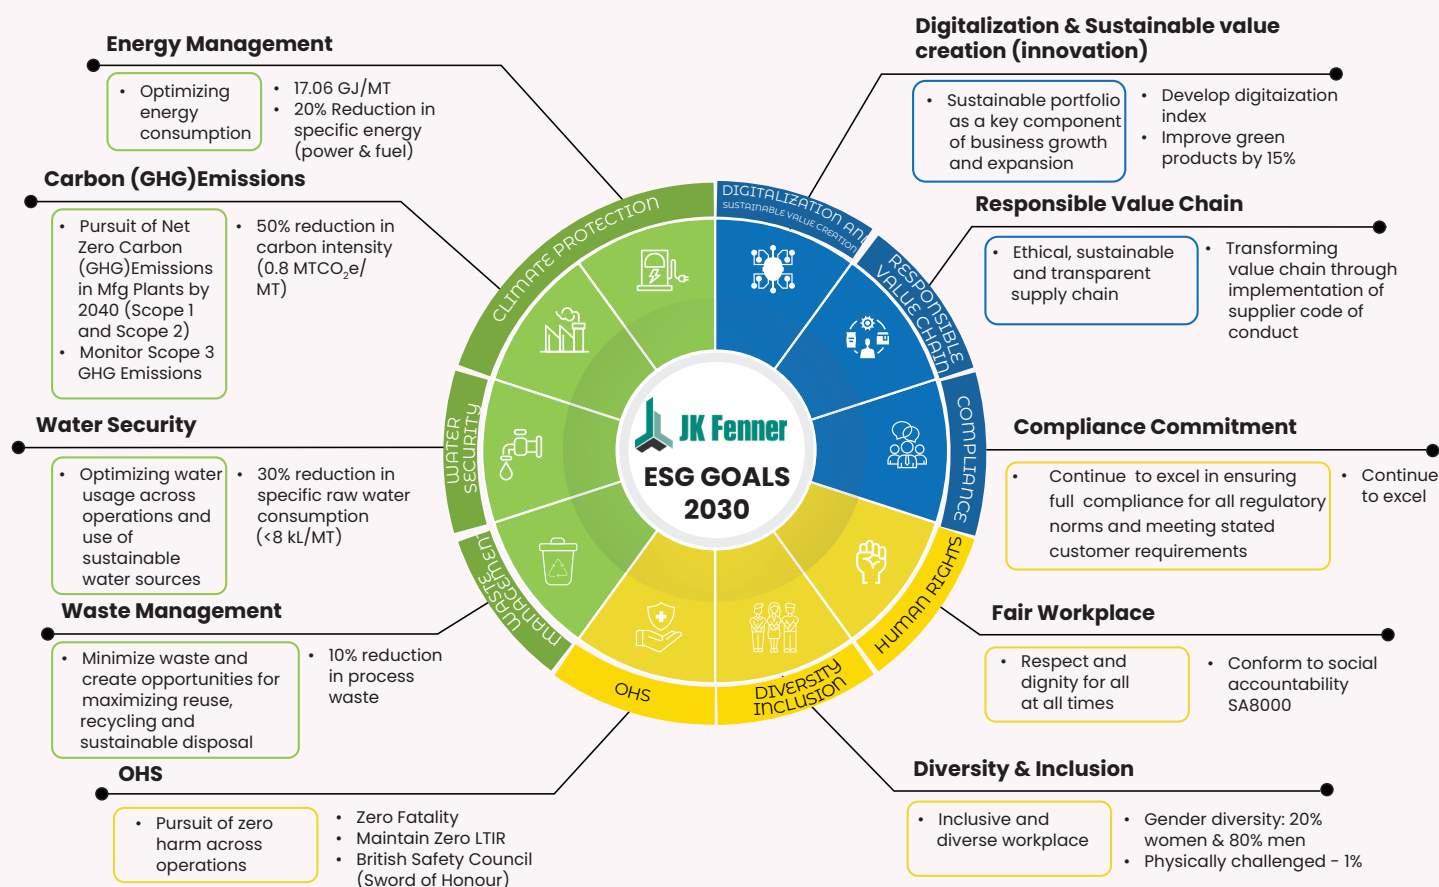 Energy Management
• Optimizing
energy
consumption
• 17.06 GJ/MT
• 20% Reduction in
specific energy
(power & fuel)
Carbon (GHG)Emissions
• Pursuit of Net
Zero Carbon
(GHG)Emissions
in Mfg Plants by
2040 (Scope 1
and Scope 2)
• Monitor Scope 3
GHG Emissions
• 50% reduction in
carbon intensity
(0.8 MTCO₂e/
MT)
Water Security
• Optimizing water
usage across
operations and
use of
sustainable
water sources
• 30% reduction in
specific raw water
consumption
(<8 kL/MT)
Waste Management
• Minimize waste and
create opportunities for
maximizing reuse,
recycling and
sustainable disposal
• 10% reduction
in process
waste
OHS
• Pursuit of zero
harm across
operations
• Zero Fatality
• Maintain Zero LTIR
• British Safety Council
(Sword of Honour)
CLIMATE PROTECTION
WATER
SECURITY
WASTE
MANAGEMEN
OHS
DIVERSITY
INCLUSION
HUMAN RIGHTS
COMPLIANCE
RESPONSIBLE
VALUE CHAIN
DIGITALIZATION AN
SUSTAINABLE VALUE CREATION
JK Fenner
ESG GOALS
2030
Digitalization & Sustainable value
creation (innovation)
• Sustainable portfolio
as a key component
of business growth
and expansion
• Develop digitaization
index
• Improve green
products by 15%
Responsible Value Chain
• Ethical, sustainable
and transparent
supply chain
• Transforming
value chain through
implementation of
supplier code of
conduct
Compliance Commitment
• Continue to excel in ensuring
full compliance for all regulatory
norms and meeting stated
customer requirements
• Continue
to excel
Fair Workplace
• Respect and
dignity for all
at all times
• Conform to social
accountability
SA8000
Diversity & Inclusion
• Inclusive and
diverse workplace
• Gender diversity: 20%
women & 80% men
• Physically challenged - 1%